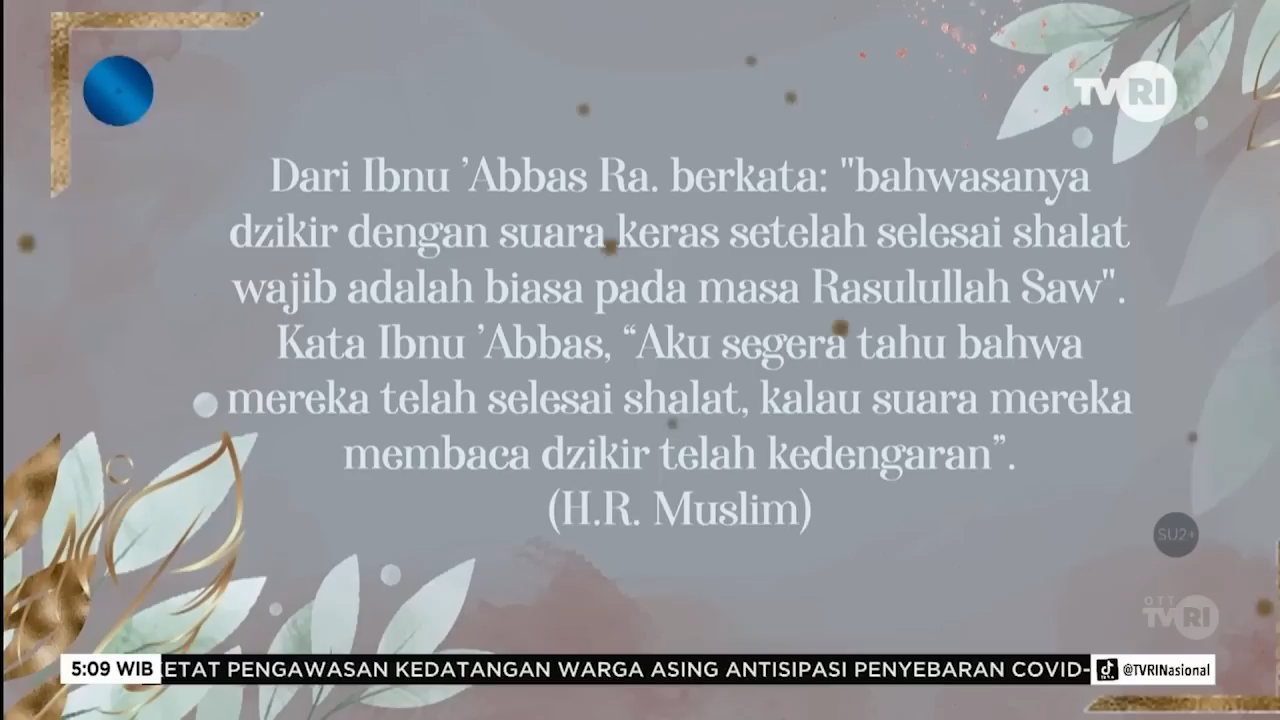 TVRI
Dari Ibnu ’Abbas Ra. berkata: "bahwasanya
dzikir dengan suara keras setelah selesai shalat
wajib adalah biasa pada masa Rasulullah Saw".
Kata Ibnu ’Abbas, “Aku segera tahu bahwa
mereka telah selesai shalat, kalau suara mereka
membaca dzikir telah kedengaran”.
(H.R. Muslim)
SU2+
OTT
TVRI
5:09 WIB
ETAT PENGAWASAN KEDATANGAN WARGA ASING ANTISIPASI PENYEBARAN COVID-
@TVRINasional